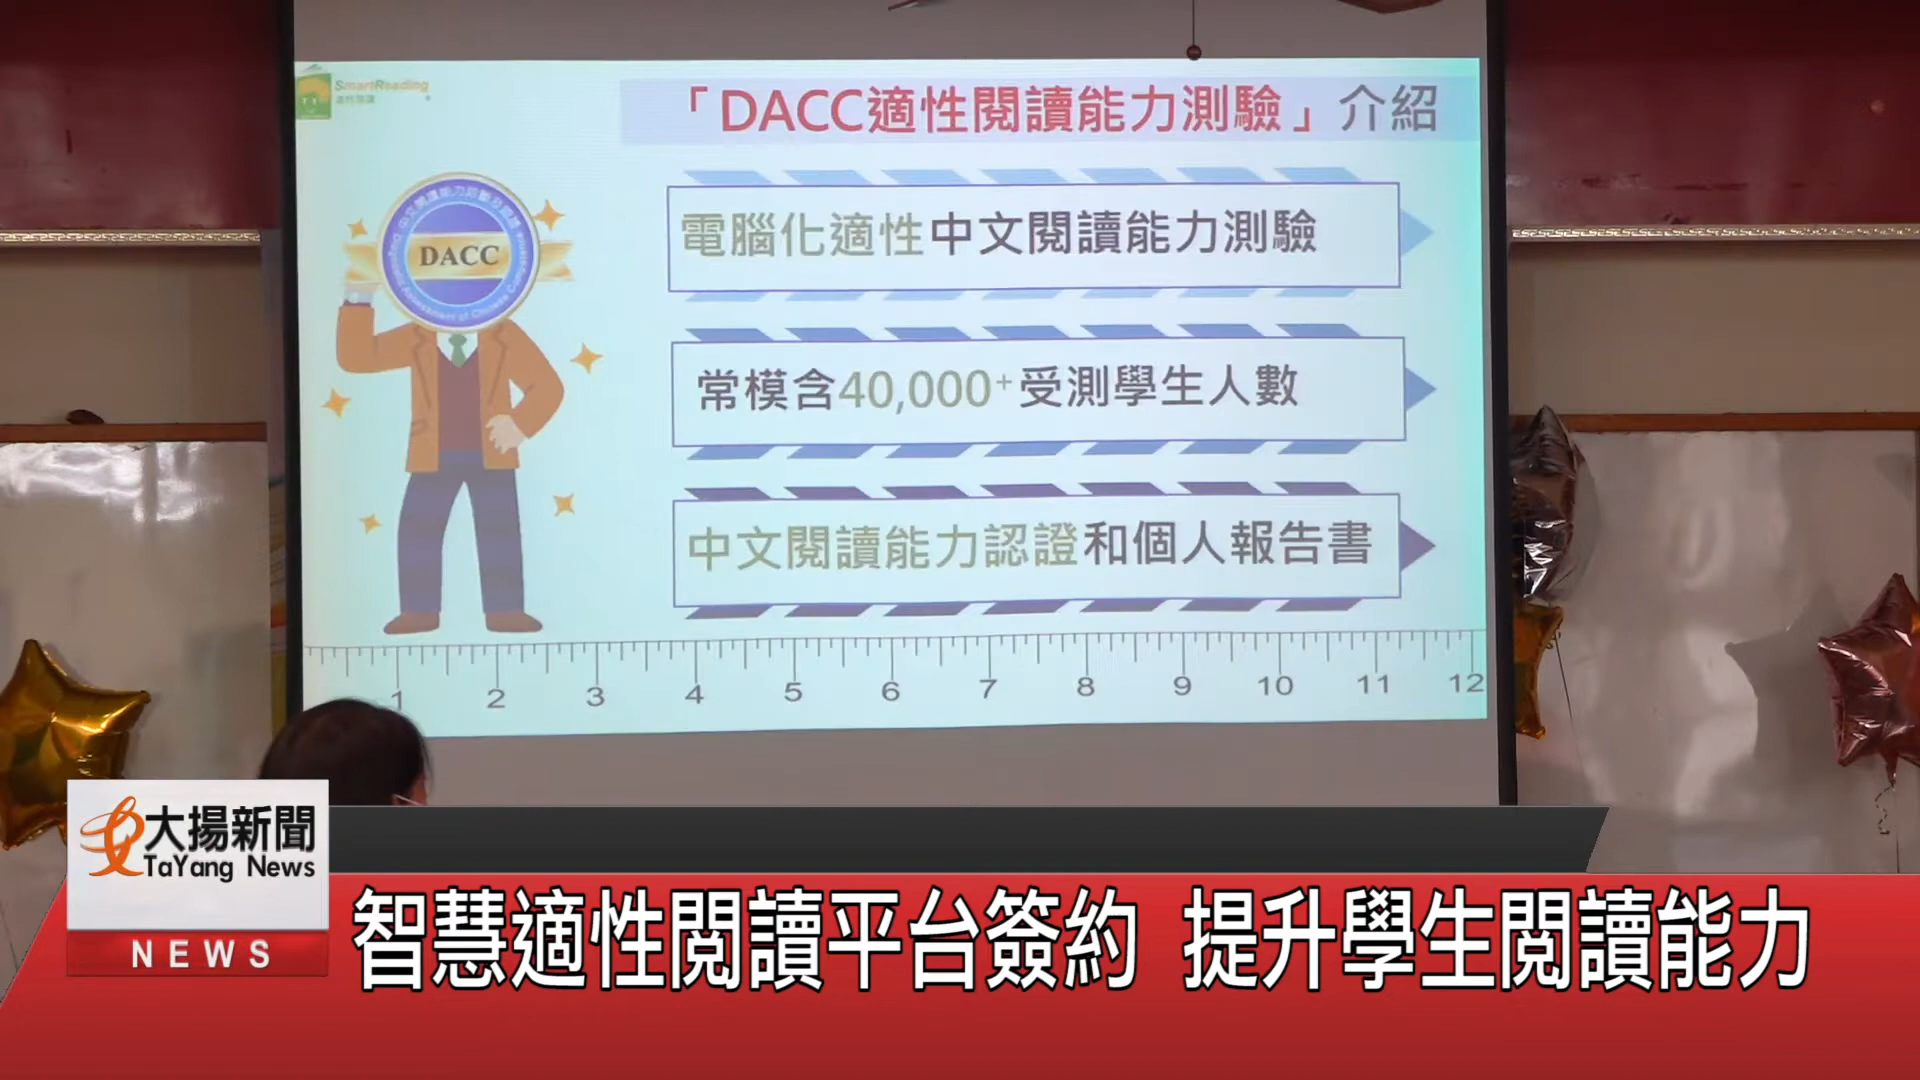 SmartReading
「DACC適性閱讀能力測驗」介紹
DACC
電腦化適性中文閱讀能力測驗
常模含40,000+受測學生人數
中文閱讀能力認證和個人報告書
1 2 3 4 5 6 7 8 9 10 11 12
大揚新聞
TaYang News
NEWS
智慧適性閱讀平台簽約 提升學生閱讀能力